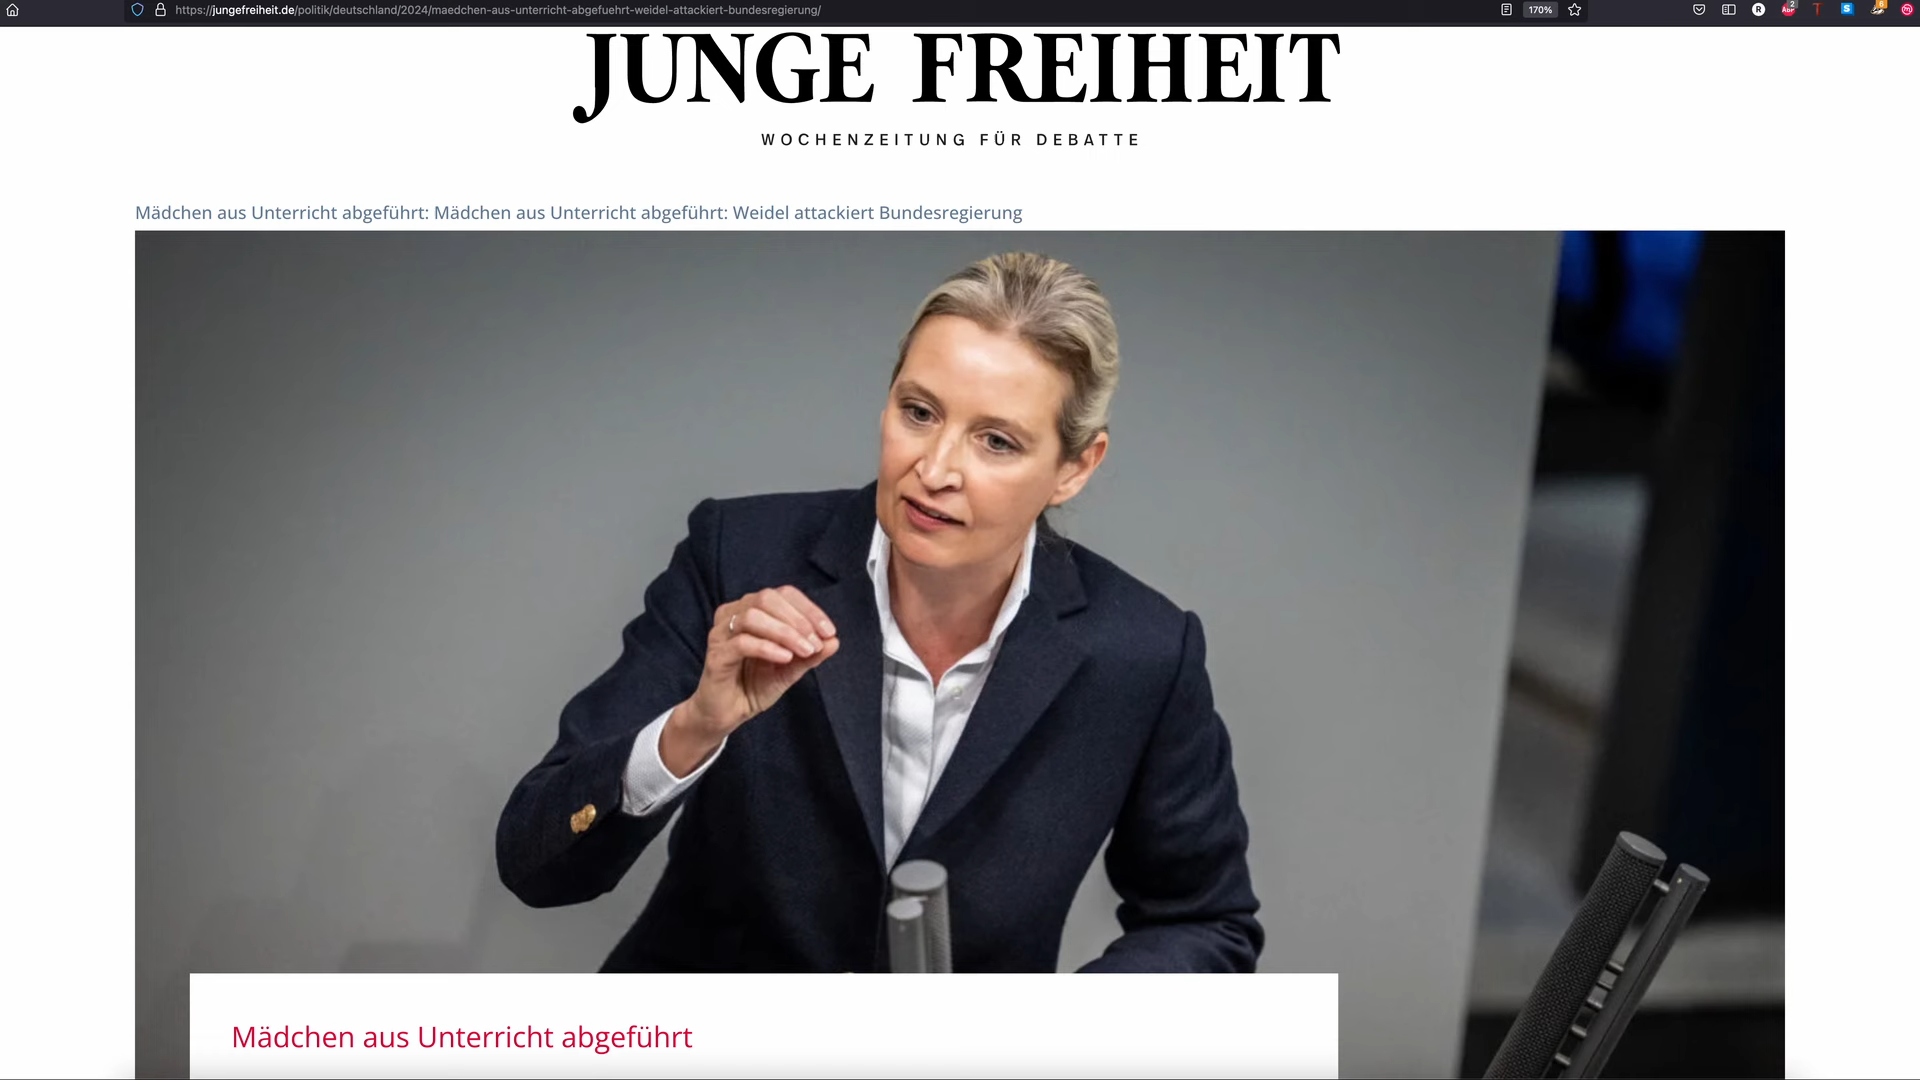 https://jungefreiheit.de/politik/deutschland/2024/maedchen-aus-unterricht-abgefuehrt-weidel-attackiert-bundesregierung/
170%
JUNGE FREIHEIT
WOCHENZEITUNG FÜR DEBATTE
Mädchen aus Unterricht abgeführt: Mädchen aus Unterricht abgeführt: Weidel attackiert Bundesregierung
Mädchen aus Unterricht abgeführt